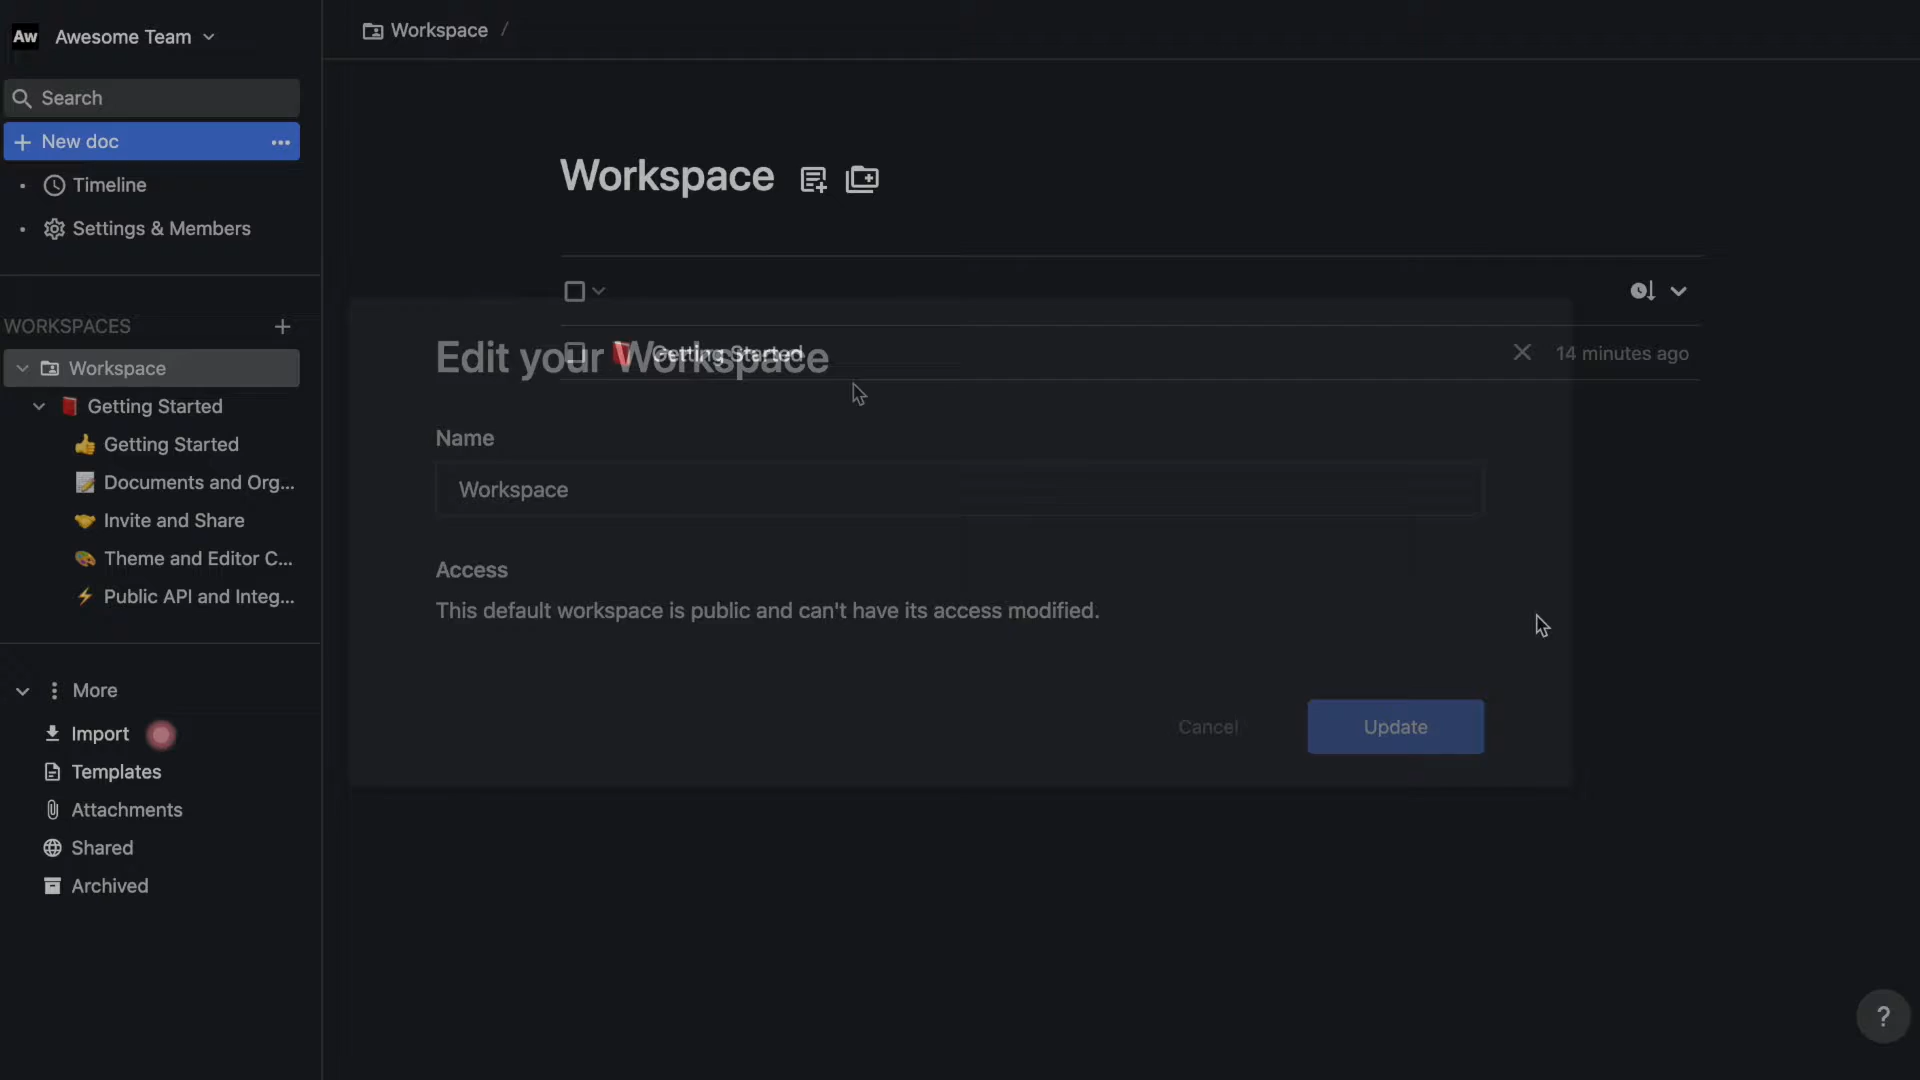 Aw Awesome Team
Search
New doc
Timeline
Settings & Members
WORKSPACES
Workspace
Getting Started
Getting Started
Documents and Org...
Invite and Share
Theme and Editor C...
Public API and Integ...
More
Import
Templates
Attachments
Shared
Archived
Workspace /
Workspace
Getting Started
14 minutes ago
Edit your Workspace
Name
Workspace
Access
This default workspace is public and can't have its access modified.
Cancel
Update
?